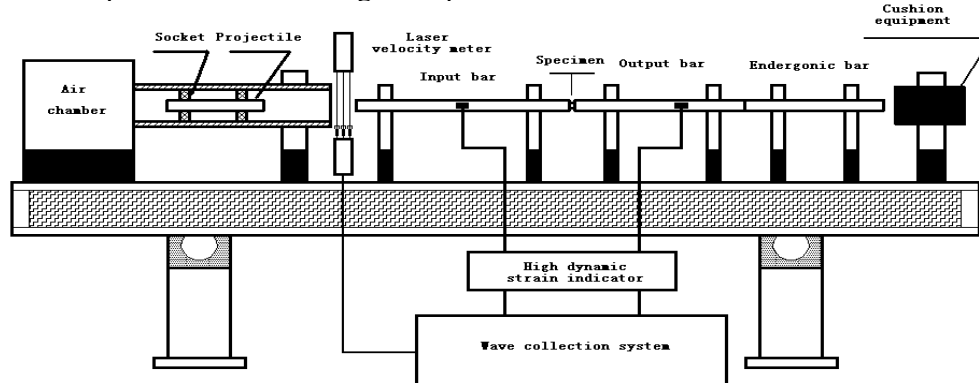 Cushion
equipment
Socket Projectile
Laser
velocity meter
Specimen
Input bar
Output bar
Endergonic bar
Air
chamber
High dynamic
strain indicator
Wave collection system